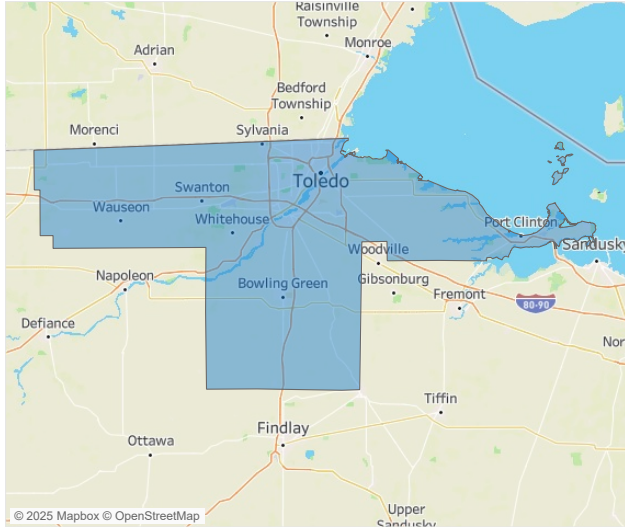 Raisinville
Township
Adrian
Monroe
Bedford
Township
Morenci
Sylvania
Toledo
Swanton
Wauseon
Whitehouse
Port Clinton
Woodville
Sandusky
Napoleon
Bowling Green
Gibsonburg
Fremont
80-90
Defiance
Nor
Tiffin
Findlay
Ottawa
Upper
Sandusky
© 2025 Mapbox © OpenStreetMap